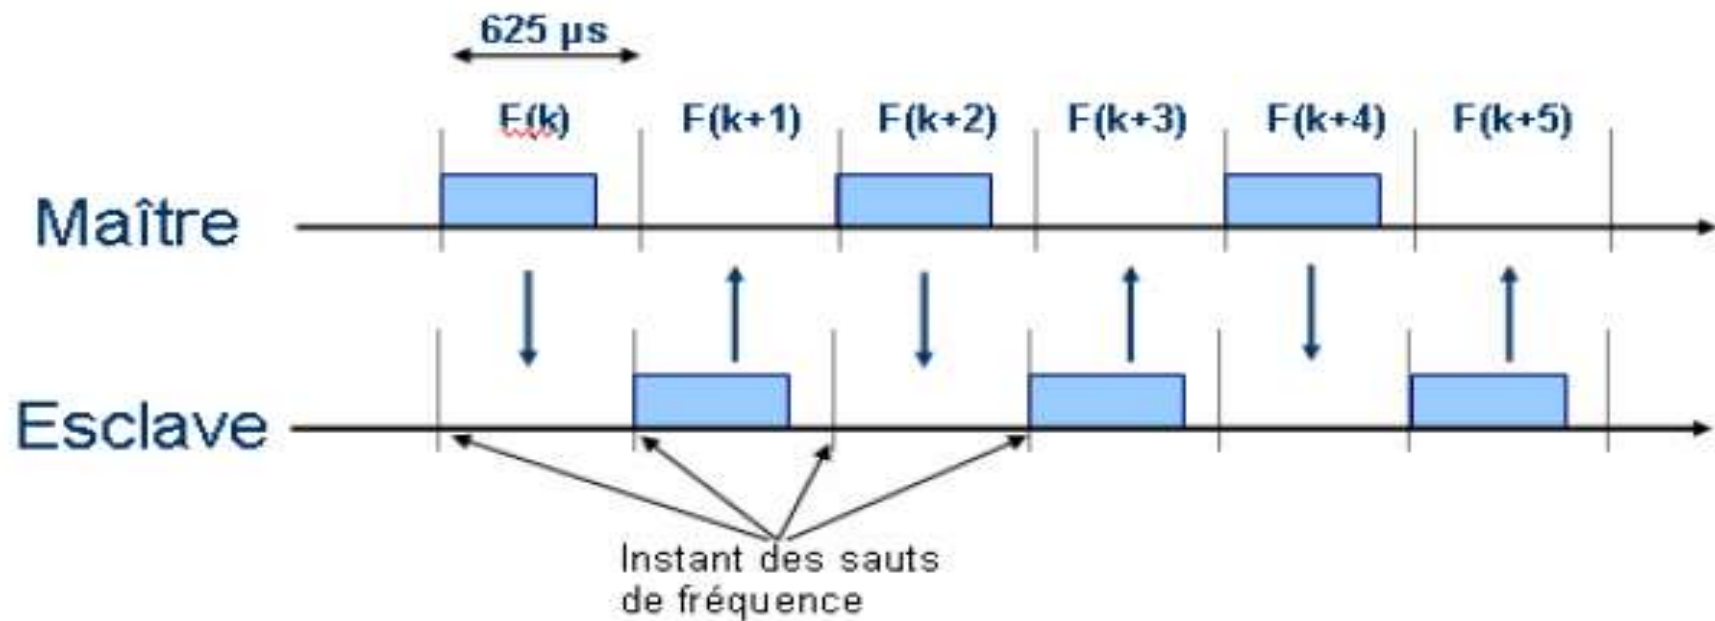 625 µs
F(k) F(k+1) F(k+2) F(k+3) F(k+4) F(k+5)
Maître
Esclave
Instant des sauts
de fréquence